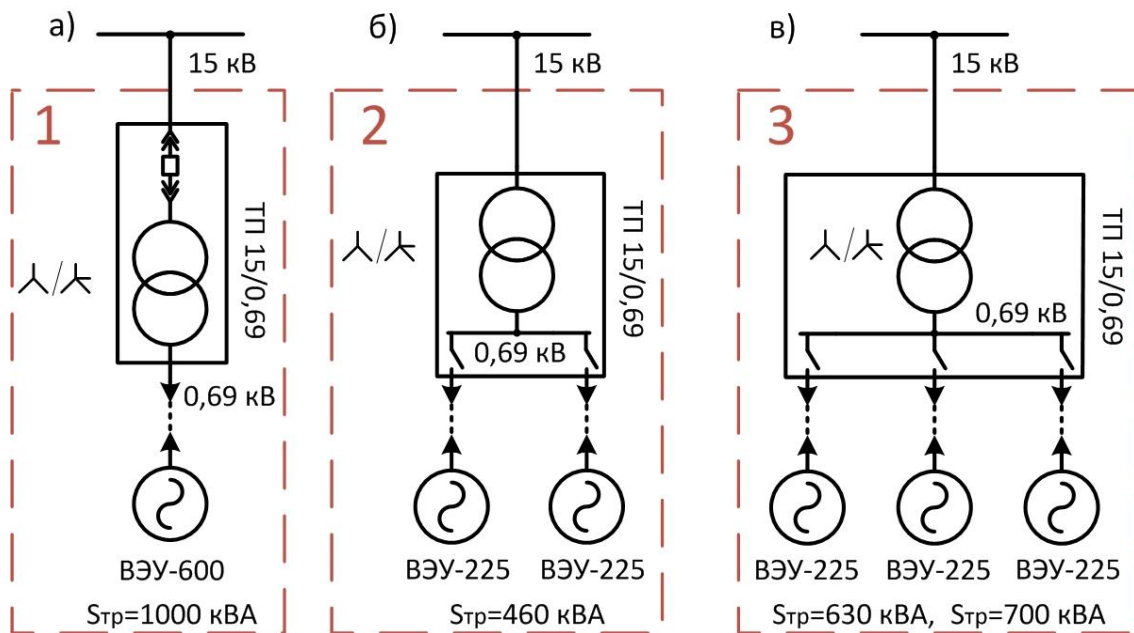 а)
15 кВ
1
ТП 15/0,69
0,69 кВ
ВЭУ-600
Sтр=1000 кВА
б)
15 кВ
2
ТП 15/0,69
0,69 кВ
ВЭУ-225 ВЭУ-225
Sтр=460 кВА
в)
15 кВ
3
ТП 15/0,69
0,69 кВ
ВЭУ-225 ВЭУ-225 ВЭУ-225
Sтр=630 кВА, Sтр=700 кВА